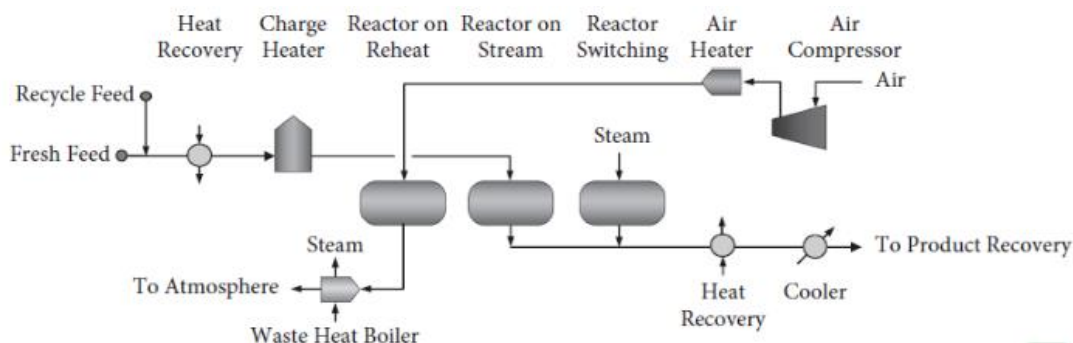 Heat
Recovery
Charge
Heater
Reactor on
Reheat
Reactor on
Stream
Reactor
Switching
Air
Heater
Air
Compressor
Recycle Feed
Air
Fresh Feed
Steam
Steam
To Product Recovery
To Atmosphere
Heat
Recovery
Cooler
Waste Heat Boiler